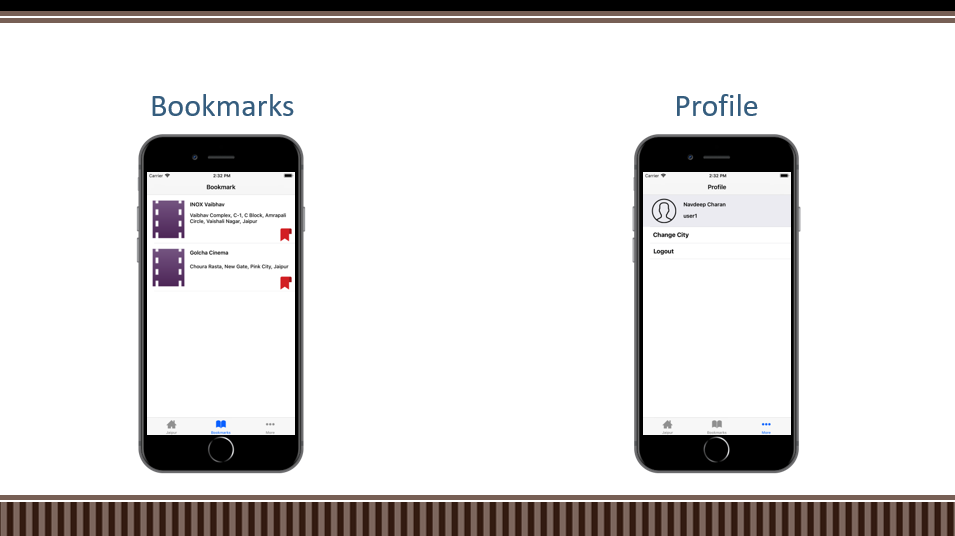 Bookmarks
Carrier 2:32 PM
Bookmark
INOX Vaibhav
Vaibhav Complex, C-1, C Block, Amrapali
Circle, Vaishali Nagar, Jaipur
Golcha Cinema
Choura Rasta, New Gate, Pink City, Jaipur
Jaipur Bookmarks More
Profile
Carrier 2:32 PM
Profile
Navdeep Charan
user1
Change City
Logout
Jaipur Bookmarks More